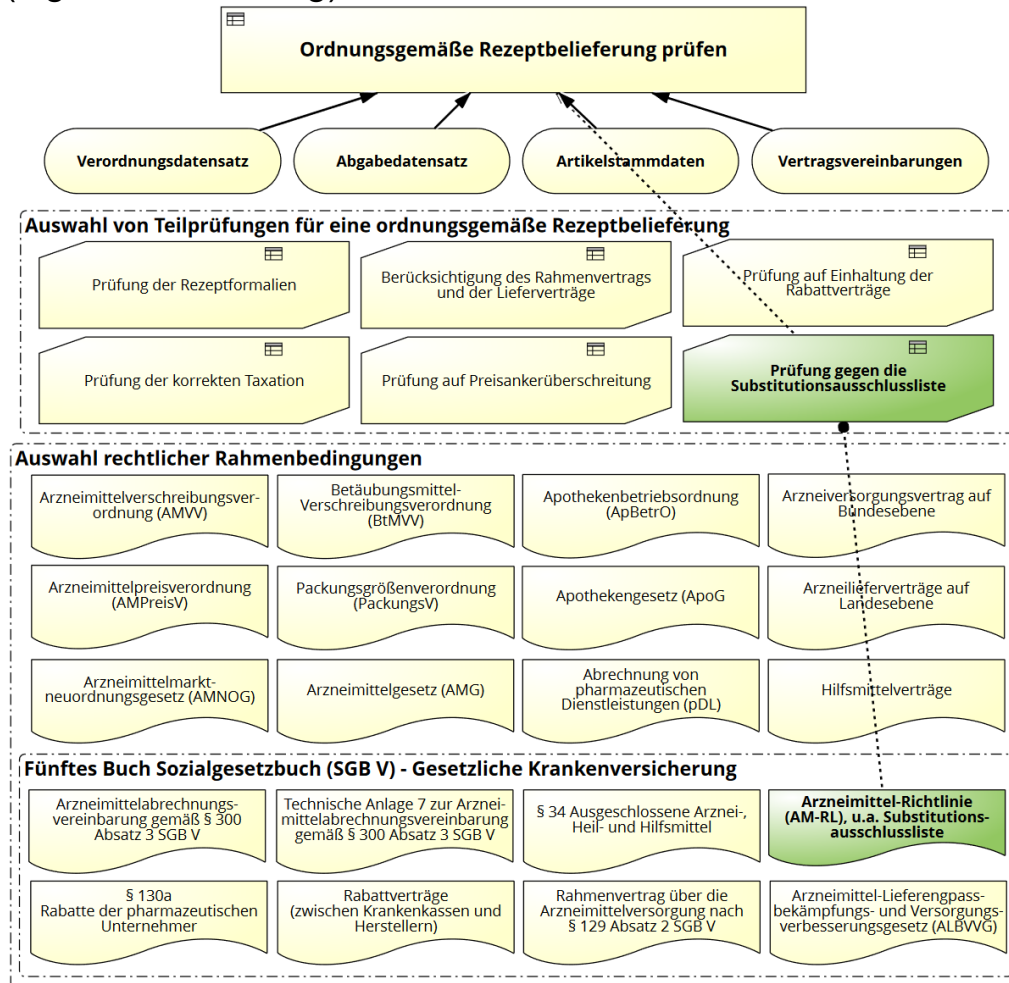 Ordnungsgemäße Rezeptbelieferung prüfen
Verordnungsdatensatz
Abgabedatensatz
Artikelstammdaten
Vertragsvereinbarungen
Auswahl von Teilprüfungen für eine ordnungsgemäße Rezeptbelieferung
Prüfung der Rezeptformalien
Berücksichtigung des Rahmenvertrags
und der Lieferverträge
Prüfung auf Einhaltung der
Rabattverträge
Prüfung der korrekten Taxation
Prüfung auf Preisankerüberschreitung
Prüfung gegen die
Substitutionsausschlussliste
Auswahl rechtlicher Rahmenbedingungen
Arzneimittelverschreibungsver-
ordnung (AMVV)
Betäubungsmittel-
Verschreibungsverordnung
(BtMVV)
Apothekenbetriebsordnung
(ApBetrO)
Arzneiversorgungsvertrag auf
Bundesebene
Arzneimittelpreisverordnung
(AMPreisV)
Packungsgrößenverordnung
(PackungsV)
Apothekengesetz (ApoG
Arzneilieferverträge auf
Landesebene
Arzneimittelmarkt-
neuordnungsgesetz (AMNOG)
Arzneimittelgesetz (AMG)
Abrechnung von
pharmazeutischen
Dienstleistungen (pDL)
Hilfsmittelverträge
Fünftes Buch Sozialgesetzbuch (SGB V) - Gesetzliche Krankenversicherung
Arzneimittelabrechnungs-
vereinbarung gemäß § 300
Absatz 3 SGB V
Technische Anlage 7 zur Arznei-
mittelabrechnungsvereinbarung
gemäß § 300 Absatz 3 SGB V
§ 34 Ausgeschlossene Arznei-,
Heil- und Hilfsmittel
Arzneimittel-Richtlinie
(AM-RL), u.a. Substitutions-
ausschlussliste
§ 130a
Rabatte der pharmazeutischen
Unternehmer
Rabattverträge
(zwischen Krankenkassen und
Herstellern)
Rahmenvertrag über die
Arzneimittelversorgung nach
§ 129 Absatz 2 SGB V
Arzneimittel-Lieferengpass-
bekämpfungs- und Versorgungs-
verbesserungsgesetz (ALBVVG)